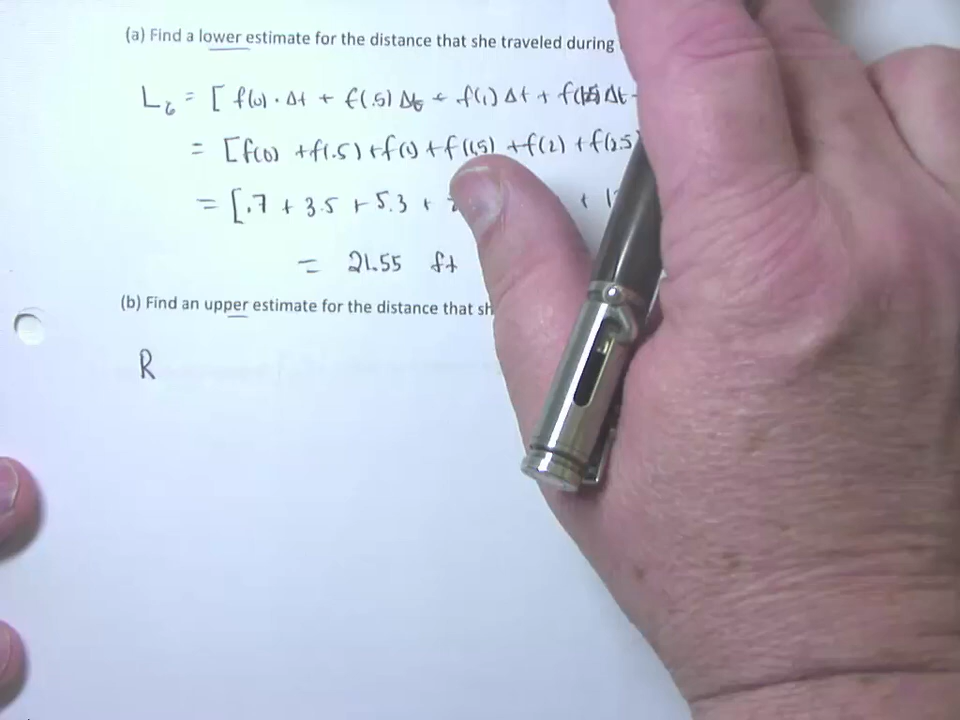 (a) Find a lower estimate for the distance that she traveled during
L₆ = [ f(0) · Δt + f(.5) Δt + f(1) Δt + f(1.5) Δt
= [f(0) + f(.5) + f(1) + f(1.5) + f(2) + f(2.5)
= [.7 + 3.5 + 5.3 + +
= 21.55 ft
(b) Find an upper estimate for the distance that
R